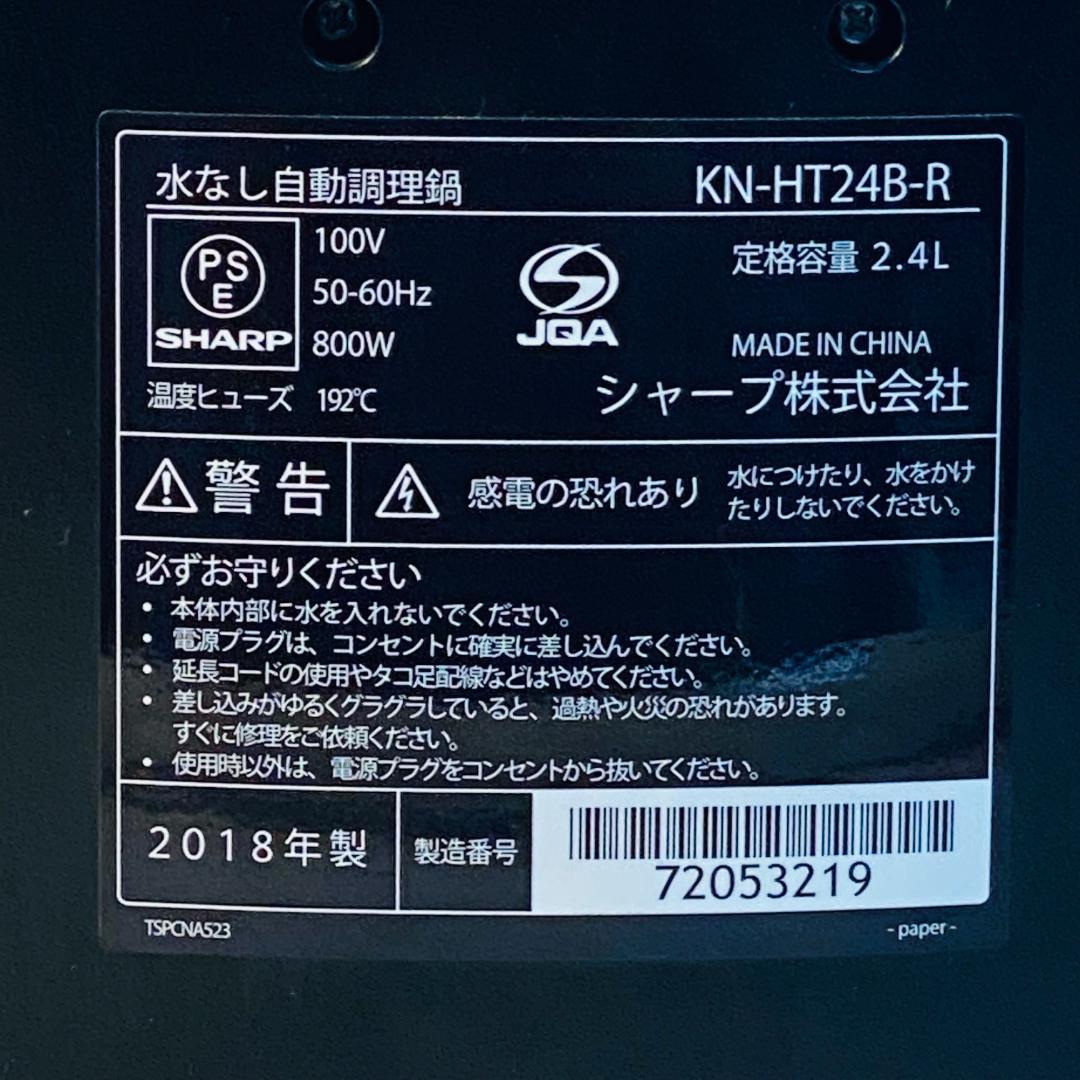 水なし自動調理鍋 KN-HT24B-R
PS
E
SHARP
100V
50-60Hz
800W
JQA
定格容量 2.4L
MADE IN CHINA
温度ヒューズ 192℃
シャープ株式会社
警告
感電の恐れあり
水につけたり、水をかけ
たりしないでください。
必ずお守りください
• 本体内部に水を入れないでください。
• 電源プラグは、コンセントに確実に差し込んでください。
• 延長コードの使用やタコ足配線などはやめてください。
• 差し込みがゆるくグラグラしていると、過熱や火災の恐れがあります。
すぐに修理をご依頼ください。
• 使用時以外は、電源プラグをコンセントから抜いてください。
2018年製
製造番号
72053219
TSPCNA523
- paper -